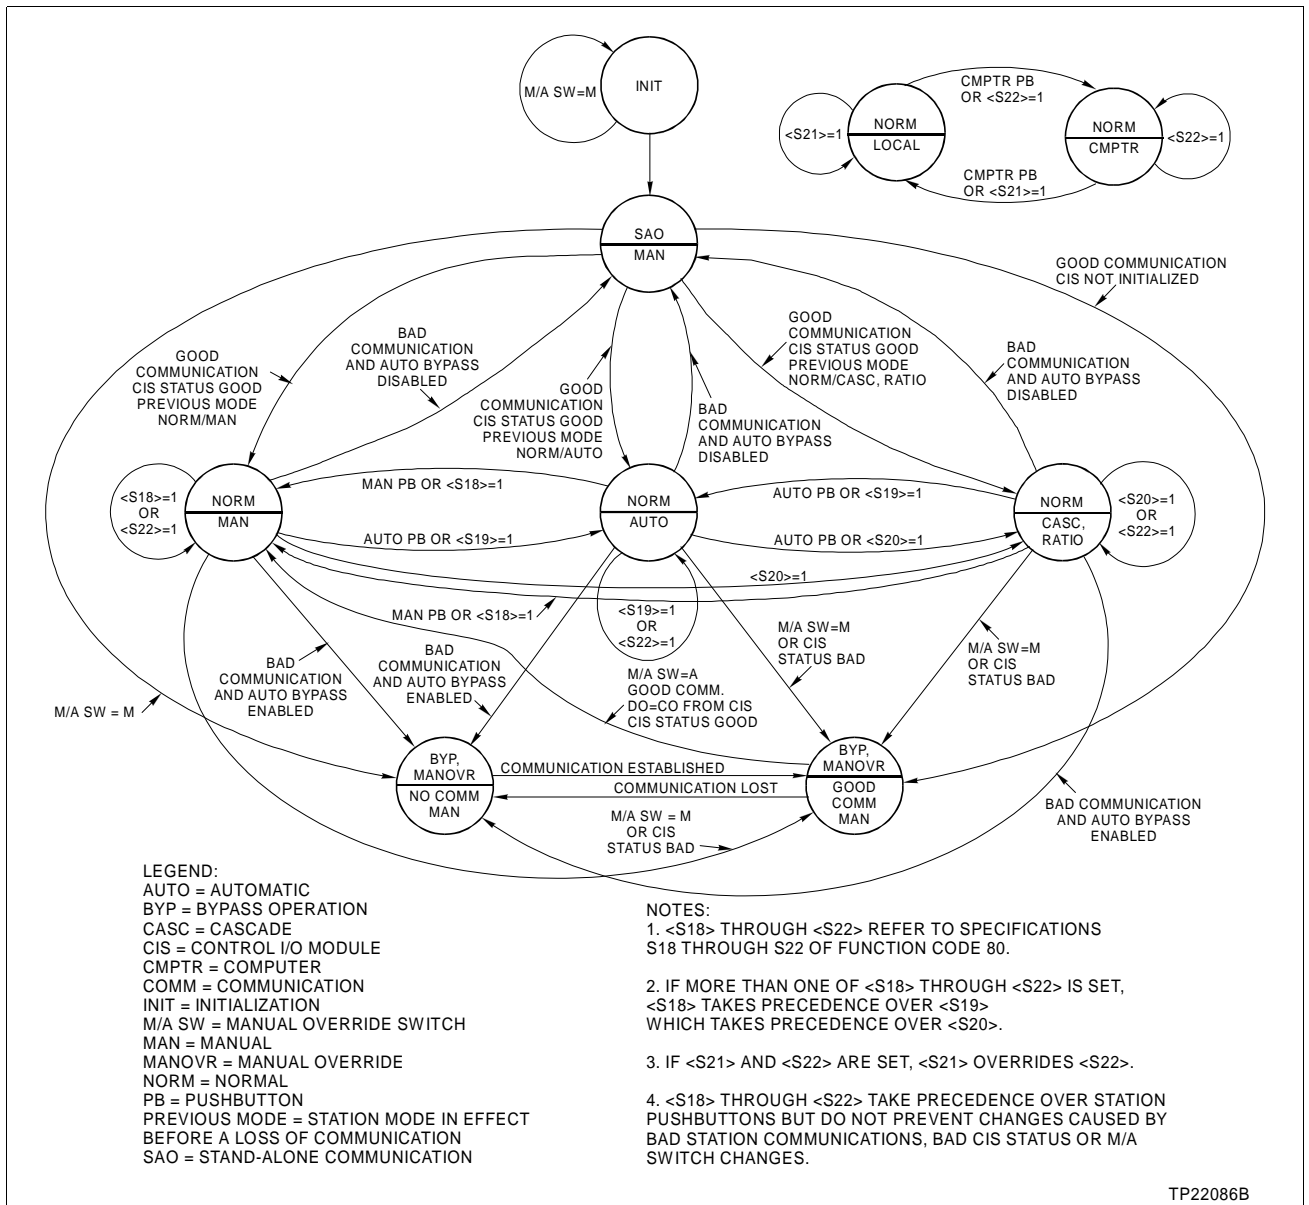 INIT
M/A SW=M
CMPTR PB
OR <S22>=1
<S21>=1
NORM
LOCAL
NORM
CMPTR
<S22>=1
CMPTR PB
OR <S21>=1
SAO
MAN
GOOD COMMUNICATION
CIS NOT INITIALIZED
GOOD
COMMUNICATION
CIS STATUS GOOD
PREVIOUS MODE
NORM/MAN
BAD
COMMUNICATION
AND AUTO BYPASS
DISABLED
GOOD
COMMUNICATION
CIS STATUS GOOD
PREVIOUS MODE
NORM/AUTO
BAD
COMMUNICATION
AND AUTO BYPASS
DISABLED
GOOD
COMMUNICATION
CIS STATUS GOOD
PREVIOUS MODE
NORM/CASC, RATIO
BAD
COMMUNICATION
AND AUTO BYPASS
DISABLED
<S18>=1
OR
<S22>=1
NORM
MAN
MAN PB OR <S18>=1
AUTO PB OR <S19>=1
NORM
AUTO
AUTO PB OR <S19>=1
AUTO PB OR <S20>=1
NORM
CASC,
RATIO
<S20>=1
OR
<S22>=1
<S20>=1
MAN PB OR <S18>=1
<S19>=1
OR
<S22>=1
BAD
COMMUNICATION
AND AUTO BYPASS
ENABLED
BAD
COMMUNICATION
AND AUTO BYPASS
ENABLED
M/A SW=A
GOOD COMM.
DO=CO FROM CIS
CIS STATUS GOOD
M/A SW=M
OR CIS
STATUS BAD
M/A SW=M
OR CIS
STATUS BAD
M/A SW = M
BYP,
MANOVR
NO COMM
MAN
COMMUNICATION ESTABLISHED
COMMUNICATION LOST
BYP,
MANOVR
GOOD
COMM
MAN
M/A SW = M
OR CIS
STATUS BAD
BAD COMMUNICATION
AND AUTO BYPASS
ENABLED
LEGEND:
AUTO = AUTOMATIC
BYP = BYPASS OPERATION
CASC = CASCADE
CIS = CONTROL I/O MODULE
CMPTR = COMPUTER
COMM = COMMUNICATION
INIT = INITIALIZATION
M/A SW = MANUAL OVERRIDE SWITCH
MAN = MANUAL
MANOVR = MANUAL OVERRIDE
NORM = NORMAL
PB = PUSHBUTTON
PREVIOUS MODE = STATION MODE IN EFFECT
BEFORE A LOSS OF COMMUNICATION
SAO = STAND-ALONE COMMUNICATION
NOTES:
1. <S18> THROUGH <S22> REFER TO SPECIFICATIONS
S18 THROUGH S22 OF FUNCTION CODE 80.
2. IF MORE THAN ONE OF <S18> THROUGH <S22> IS SET,
<S18> TAKES PRECEDENCE OVER <S19>
WHICH TAKES PRECEDENCE OVER <S20>.
3. IF <S21> AND <S22> ARE SET, <S21> OVERRIDES <S22>.
4. <S18> THROUGH <S22> TAKE PRECEDENCE OVER STATION
PUSHBUTTONS BUT DO NOT PREVENT CHANGES CAUSED BY
BAD STATION COMMUNICATIONS, BAD CIS STATUS OR M/A
SWITCH CHANGES.
TP22086B